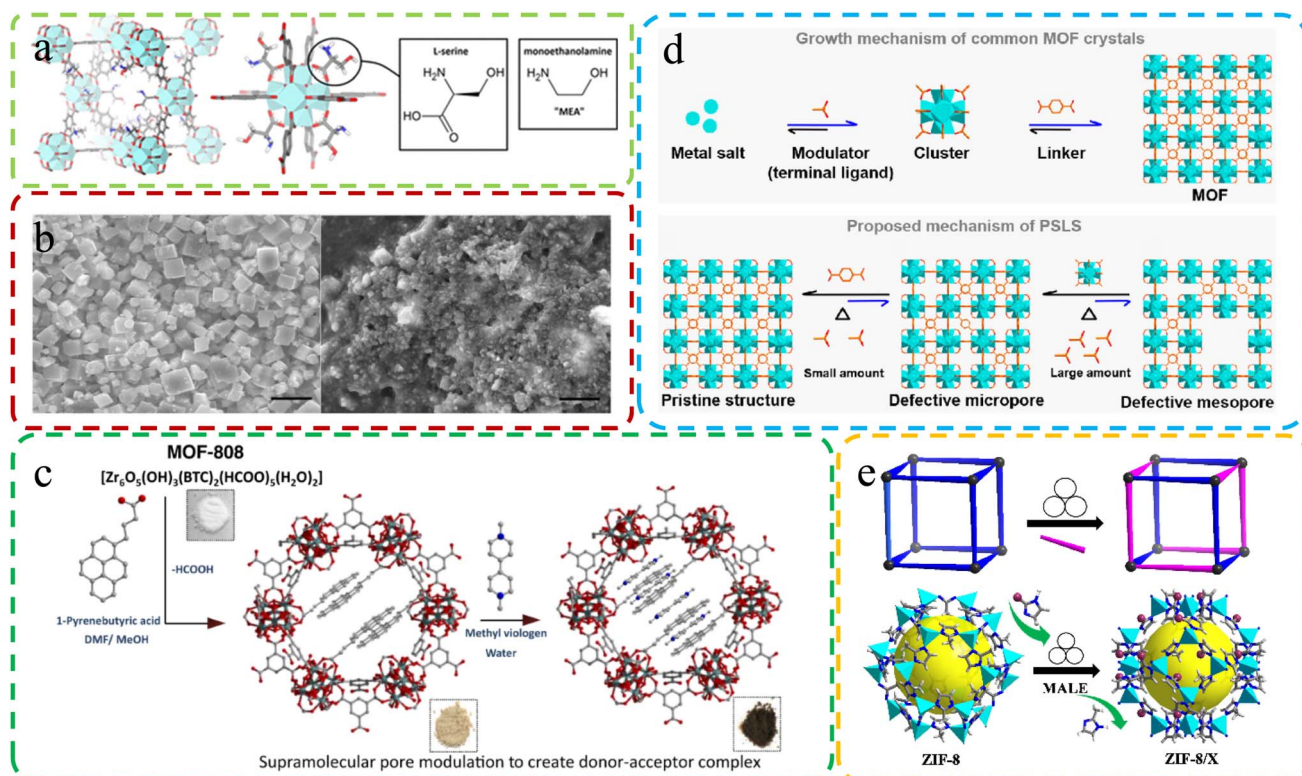 a
L-serine
H₂N
OH
HO
O
monoethanolamine
H₂N
OH
"MEA"
b
c
MOF-808
[Zr₆O₅(OH)₃(BTC)₂(HCOO)₅(H₂O)₂]
-HCOOH
1-Pyrenebutyric acid
DMF/ MeOH
Methyl viologen
Water
Supramolecular pore modulation to create donor-acceptor complex
d
Growth mechanism of common MOF crystals
Metal salt
Modulator
(terminal ligand)
Cluster
Linker
MOF
Proposed mechanism of PSLS
Δ
Small amount
Δ
Large amount
Pristine structure
Defective micropore
Defective mesopore
e
MALE
ZIF-8
ZIF-8/X